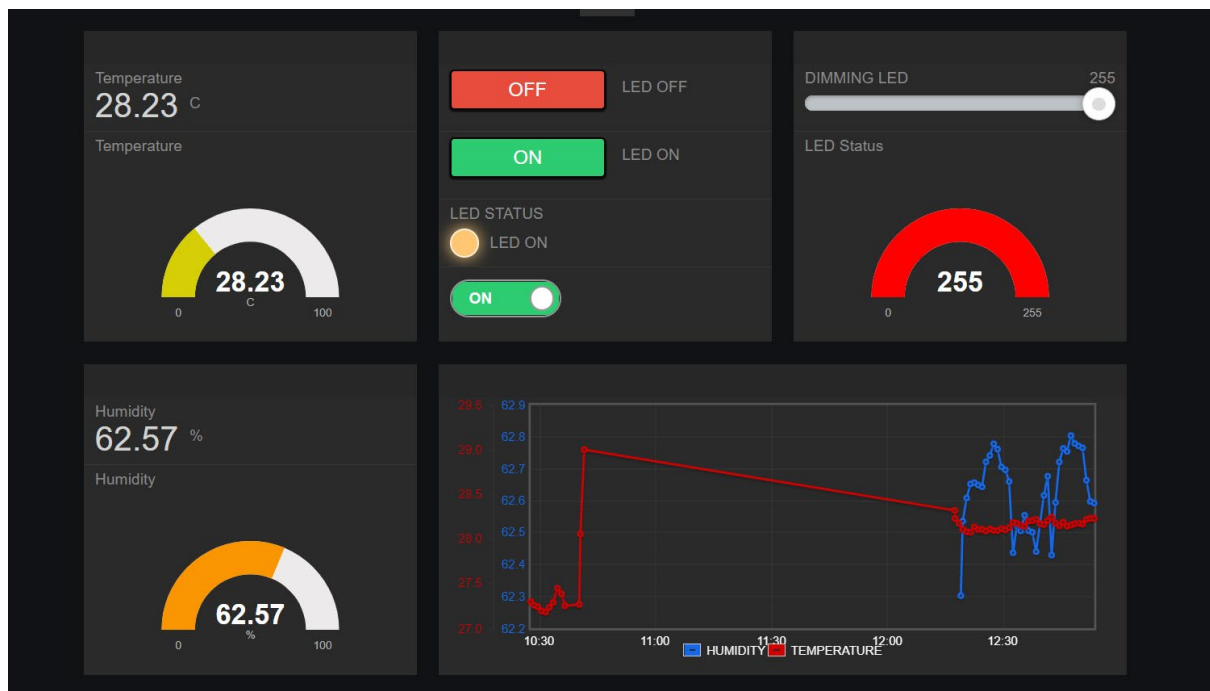 Temperature
28.23 C
Temperature
28.23
C
0 100
OFF LED OFF
ON LED ON
LED STATUS
LED ON
ON
DIMMING LED 255
LED Status
255
0 255
Humidity
62.57 %
Humidity
62.57
%
0 100
29.5 62.9
62.8
29.0
62.7
28.5
62.6
62.5
28.0
62.4
27.5
62.3
27.0 62.2
10:30 11:00 11:30 12:00 12:30
HUMIDITY TEMPERATURE